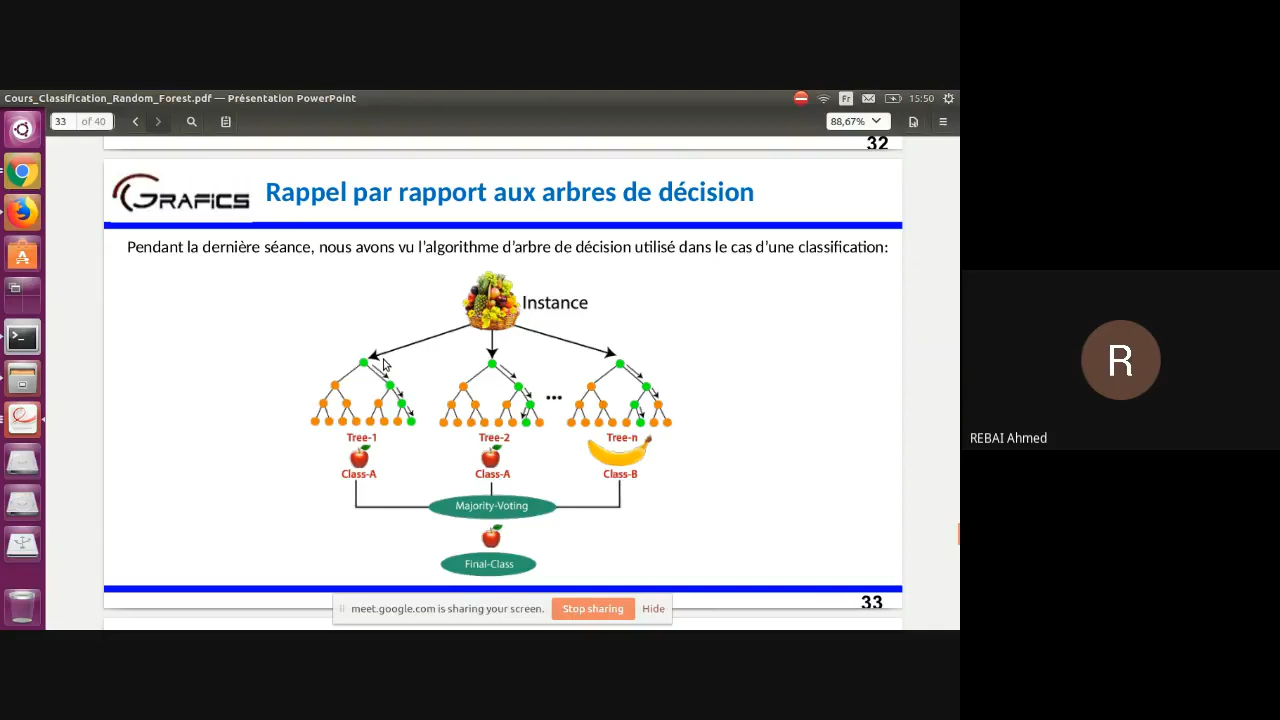 Cours_Classification_Random_Forest.pdf — Présentation PowerPoint
Fr
15:50
33 of 40
88,67%
32
GRAFICS
Rappel par rapport aux arbres de décision
Pendant la dernière séance, nous avons vu l'algorithme d'arbre de décision utilisé dans le cas d'une classification:
Instance
...
Tree-1 Tree-2 Tree-n
Class-A Class-A Class-B
Majority-Voting
Final-Class
33
meet.google.com is sharing your screen. Stop sharing Hide
R
REBAI Ahmed